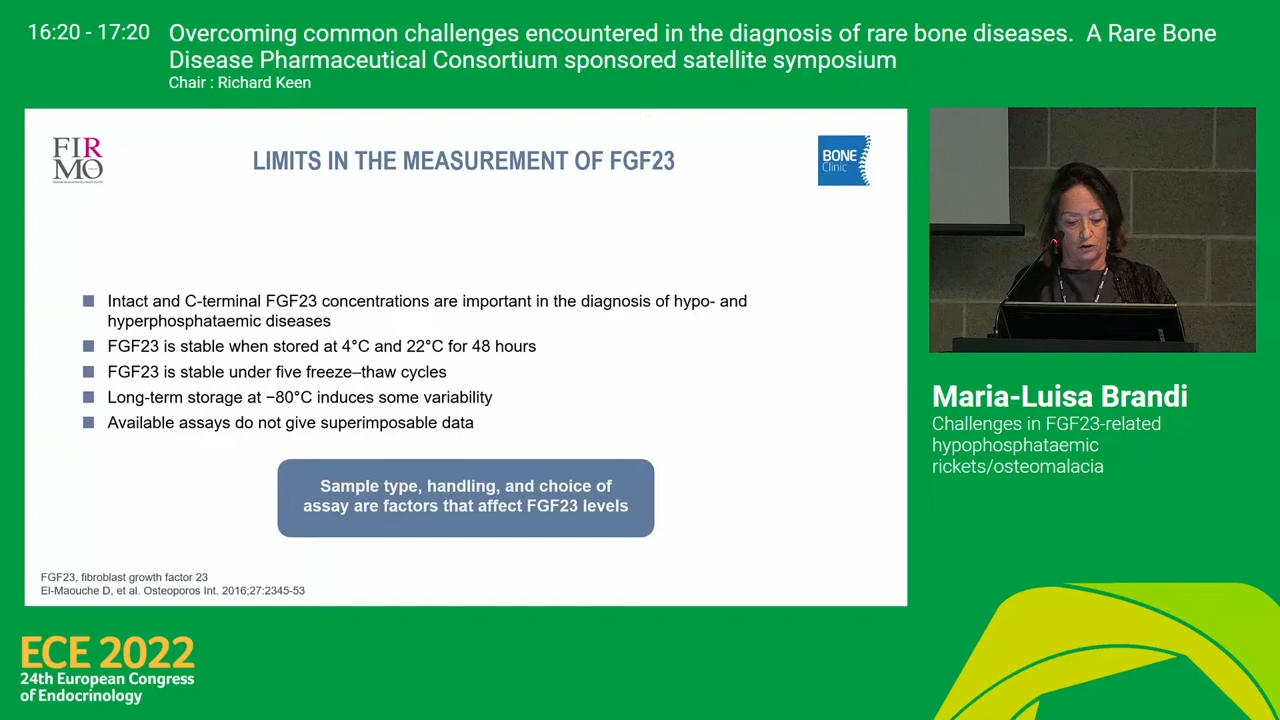 16:20 - 17:20
Overcoming common challenges encountered in the diagnosis of rare bone diseases. A Rare Bone
Disease Pharmaceutical Consortium sponsored satellite symposium
Chair : Richard Keen
FIR
MO
LIMITS IN THE MEASUREMENT OF FGF23
BONE
Clinic
Intact and C-terminal FGF23 concentrations are important in the diagnosis of hypo- and
hyperphosphataemic diseases
FGF23 is stable when stored at 4°C and 22°C for 48 hours
FGF23 is stable under five freeze–thaw cycles
Long-term storage at −80°C induces some variability
Available assays do not give superimposable data
Sample type, handling, and choice of
assay are factors that affect FGF23 levels
FGF23, fibroblast growth factor 23
El-Maouche D, et al. Osteoporos Int. 2016;27:2345-53
Maria-Luisa Brandi
Challenges in FGF23-related
hypophosphataemic
rickets/osteomalacia
ECE 2022
24th European Congress
of Endocrinology